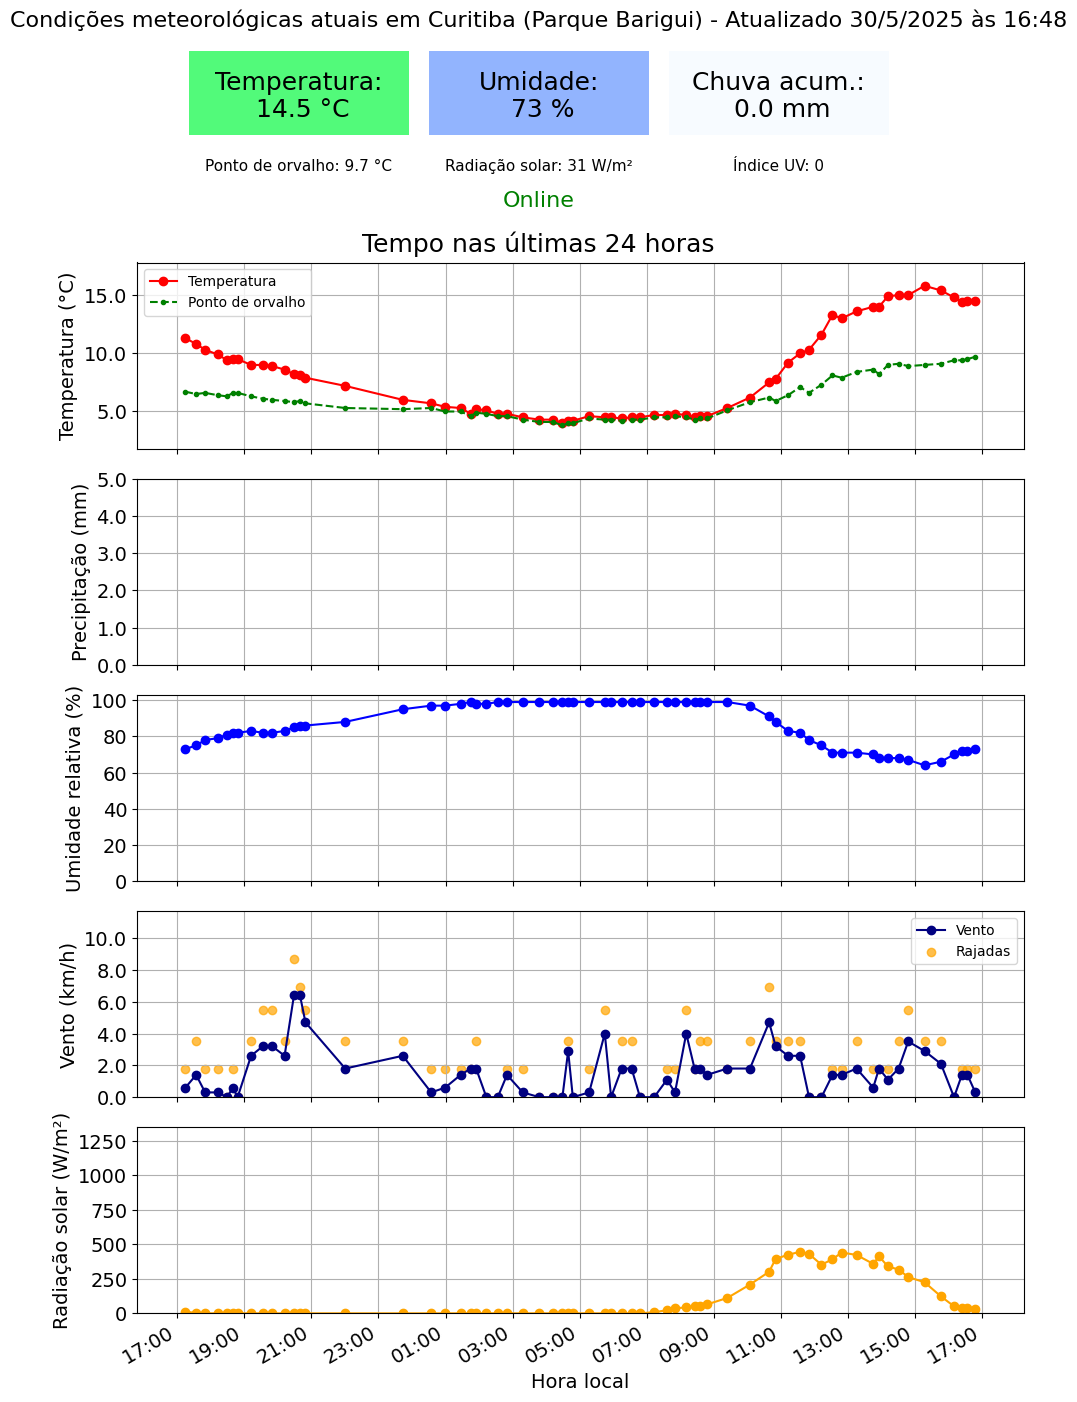 Condições meteorológicas atuais em Curitiba (Parque Barigui) - Atualizado 30/5/2025 às 16:48
Temperatura:
14.5 °C
Umidade:
73 %
Chuva acum.:
0.0 mm
Ponto de orvalho: 9.7 °C
Radiação solar: 31 W/m²
Índice UV: 0
Online
Tempo nas últimas 24 horas
Temperatura (°C)
15.0
10.0
5.0
Temperatura
Ponto de orvalho
Precipitação (mm)
5.0
4.0
3.0
2.0
1.0
0.0
Umidade relativa (%)
100
80
60
40
20
0
Vento (km/h)
10.0
8.0
6.0
4.0
2.0
0.0
Vento
Rajadas
Radiação solar (W/m²)
1250
1000
750
500
250
0
17:00
19:00
21:00
23:00
01:00
03:00
05:00
07:00
09:00
11:00
13:00
15:00
17:00
Hora local